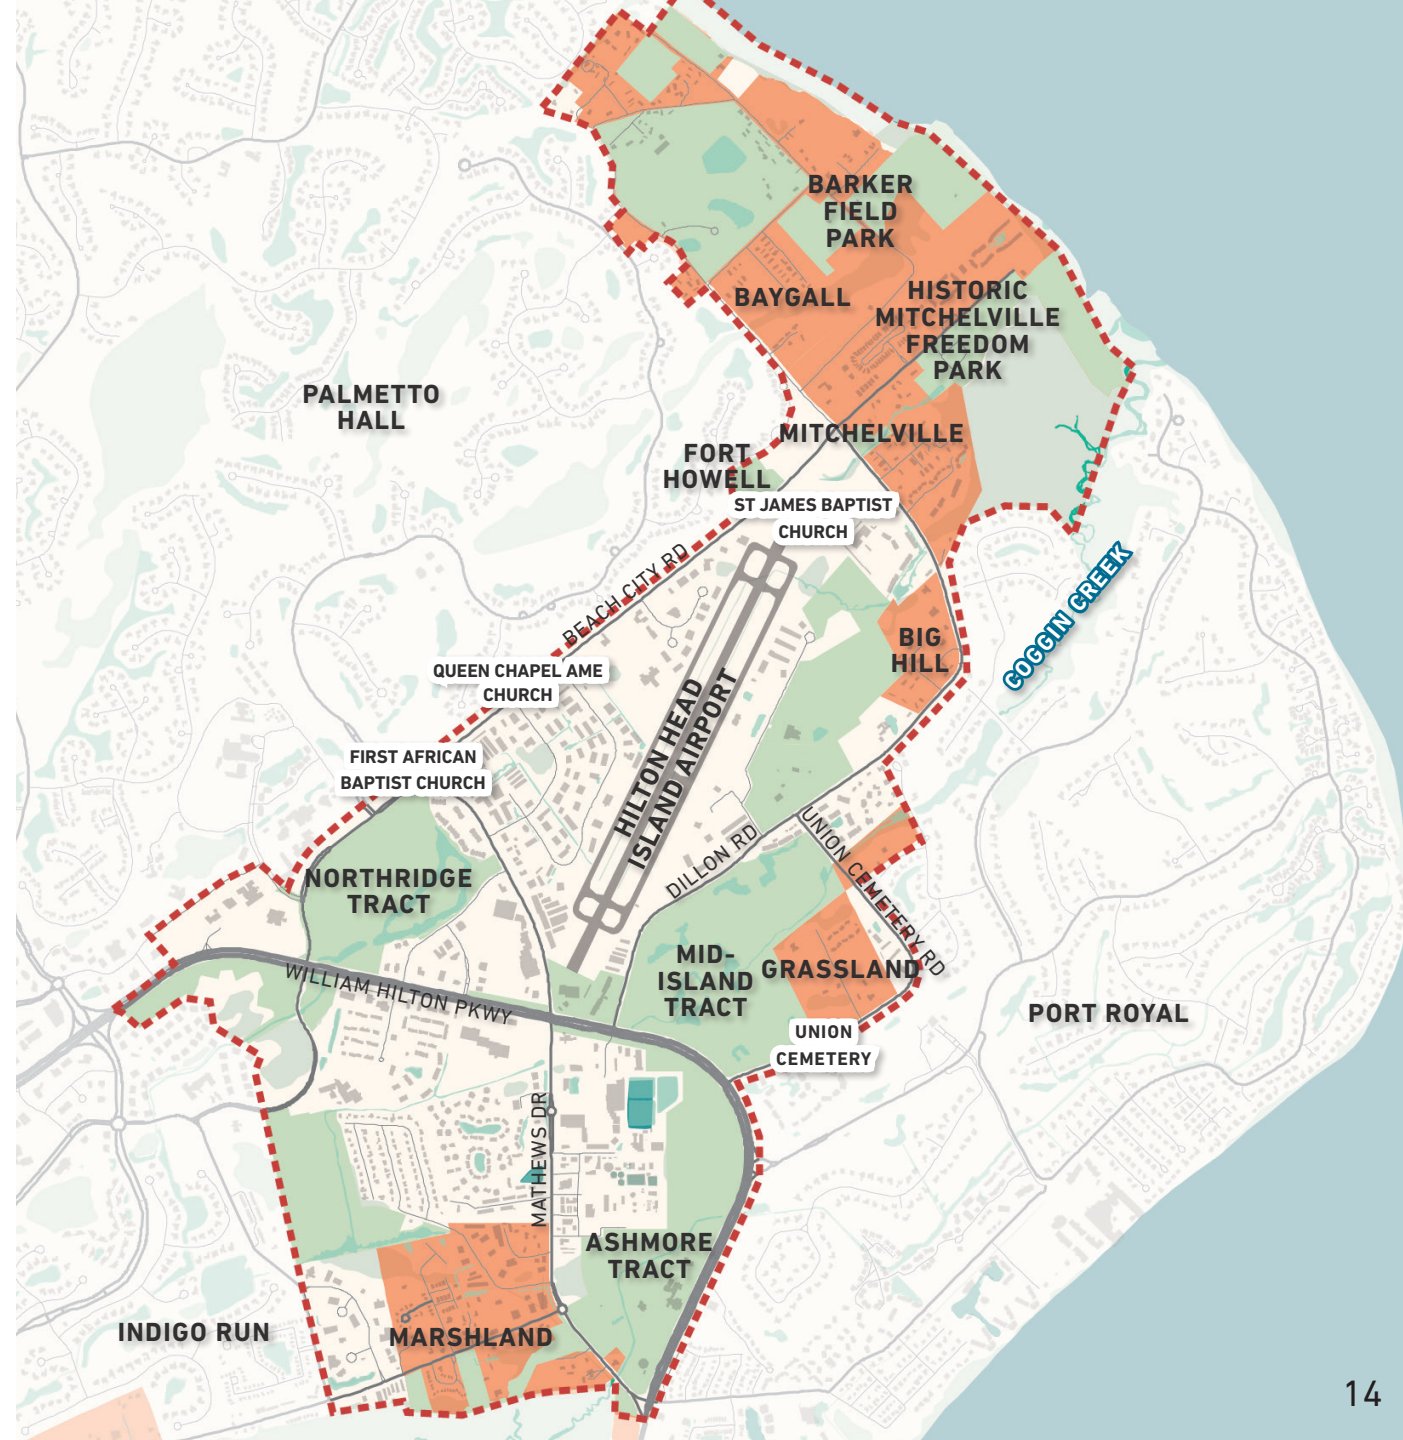 BARKER
FIELD
PARK
BAYGALL
HISTORIC
MITCHELVILLE
FREEDOM
PARK
PALMETTO
HALL
MITCHELVILLE
FORT
HOWELL
ST JAMES BAPTIST
CHURCH
BEACH CITY RD
COGGIN CREEK
BIG
HILL
QUEEN CHAPEL AME
CHURCH
HILTON HEAD
ISLAND AIRPORT
FIRST AFRICAN
BAPTIST CHURCH
DILLON RD
UNION CEMETERY RD
NORTHRIDGE
TRACT
MID-
ISLAND
TRACT
GRASSLAND
WILLIAM HILTON PKWY
PORT ROYAL
UNION
CEMETERY
MATHEWS DR
ASHMORE
TRACT
INDIGO RUN
MARSHLAND
14